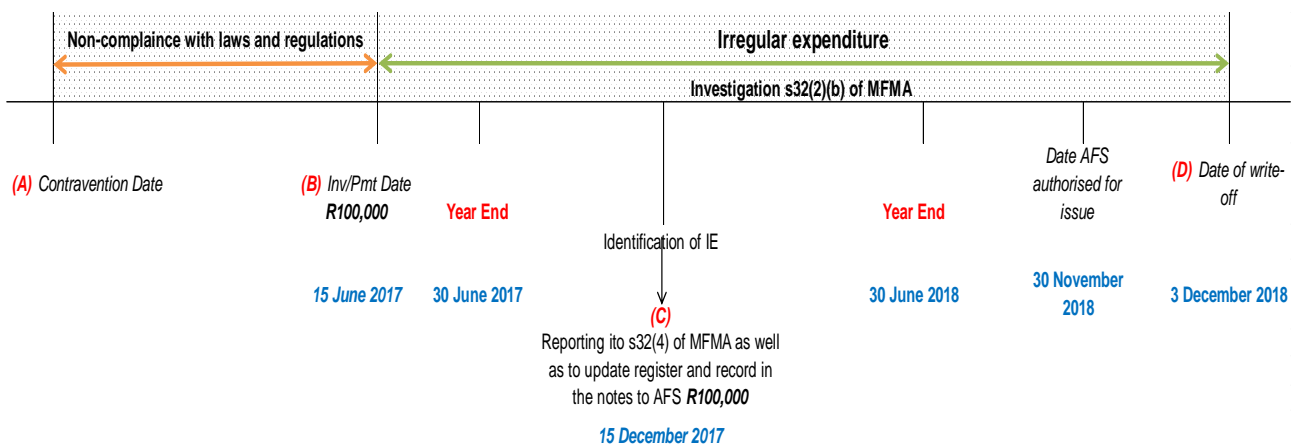 Non-complaince with laws and regulations
Irregular expenditure
Investigation s32(2)(b) of MFMA
(A) Contravention Date
(B) Inv/Pmt Date
R100,000
15 June 2017
Year End
30 June 2017
Identification of IE
(C)
Reporting ito s32(4) of MFMA as well
as to update register and record in
the notes to AFS R100,000
15 December 2017
Year End
30 June 2018
Date AFS
authorised for
issue
30 November
2018
(D) Date of write-
off
3 December 2018